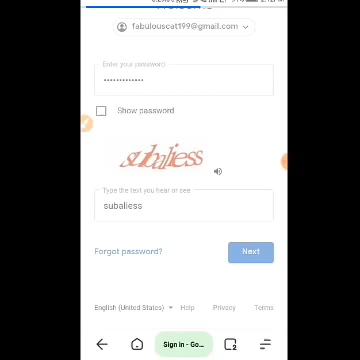 fabulouscat199@gmail.com
Enter your password
•••••••••••••
Show password
subaliess
Type the text you hear or see
subaliess
Forgot password?
Next
English (United States)
Help
Privacy
Terms
Sign in - Go...
2